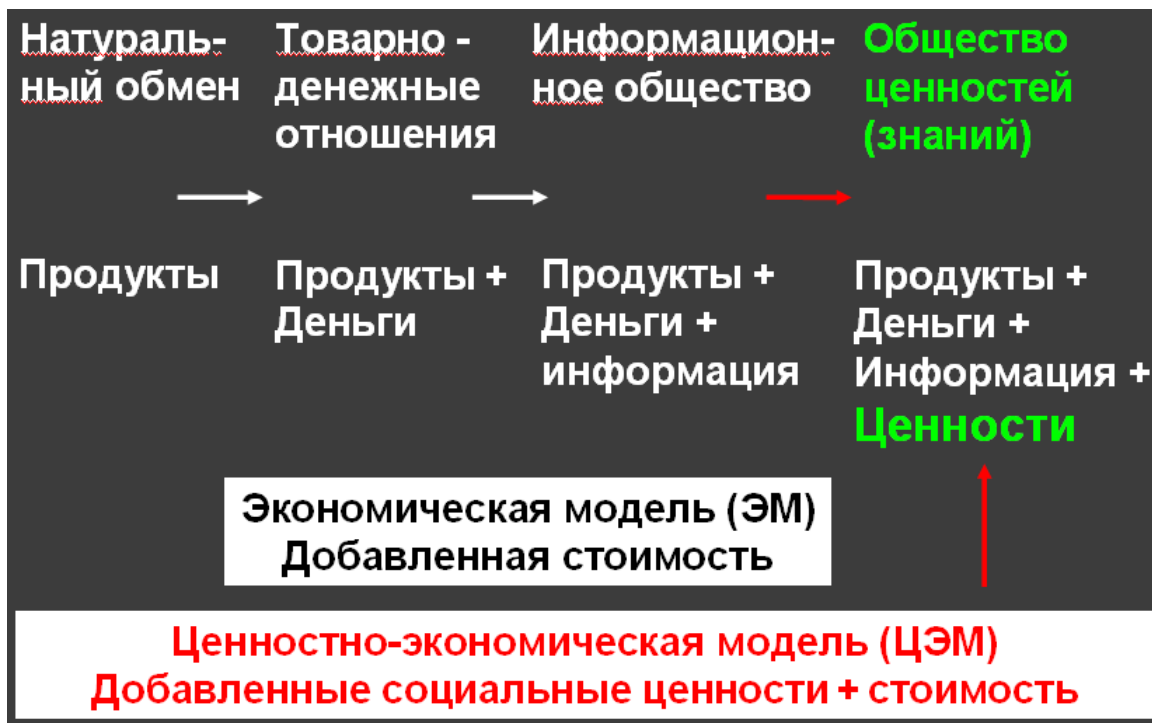 Натураль-
ный обмен
Товарно -
денежные
отношения
Информацион-
ное общество
Общество
ценностей
(знаний)
Продукты
Продукты +
Деньги
Продукты +
Деньги +
информация
Продукты +
Деньги +
Информация +
Ценности
Экономическая модель (ЭМ)
Добавленная стоимость
Ценностно-экономическая модель (ЦЭМ)
Добавленные социальные ценности + стоимость